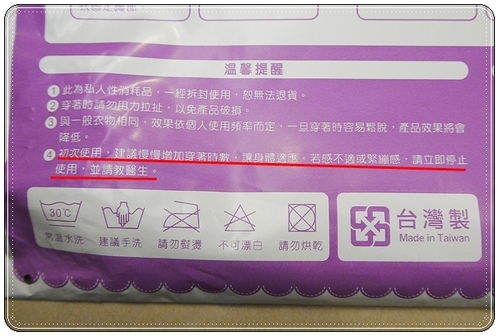 溫馨提醒
1 此為私人性消耗品，一經拆封使用，恕無法退貨。
2 穿著時請勿用力拉扯，以免產品破損。
3 與一般衣物相同，效果依個人使用頻率而定，一旦穿著時容易鬆脫，產品效果將會
降低。
4 初次使用，建議慢慢增加穿著時數，讓身體適應。若感不適或緊繃感，請立即停止
使用，並請教醫生。
30°C
常溫水洗 建議手洗 請勿熨燙 不可漂白 請勿烘乾
台灣製
Made in Taiwan